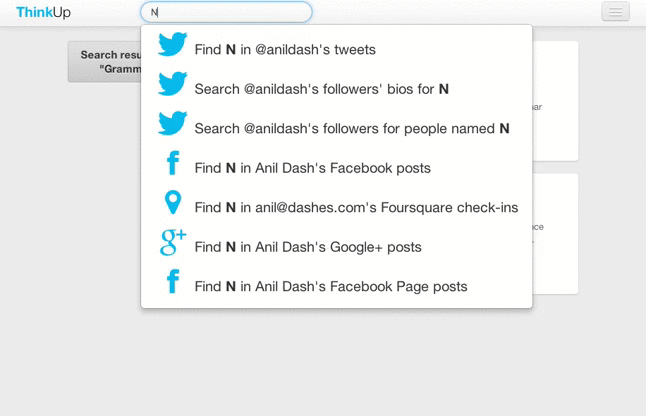 ThinkUp
N
Search resu
"Gramm
Find N in @anildash's tweets
Search @anildash's followers' bios for N
Search @anildash's followers for people named N
Find N in Anil Dash's Facebook posts
Find N in anil@dashes.com's Foursquare check-ins
Find N in Anil Dash's Google+ posts
Find N in Anil Dash's Facebook Page posts